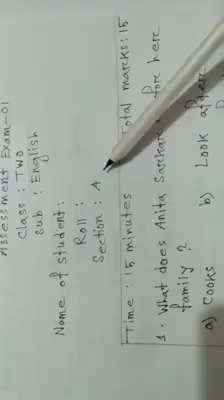 Assessment Exam-01
Class : TWO
Sub : English
Name of student :
Roll :
Section : A
Time : 15 minutes Total marks : 15
1. What does Anita Sarkar for here
family ?
a) Cooks b) Look after